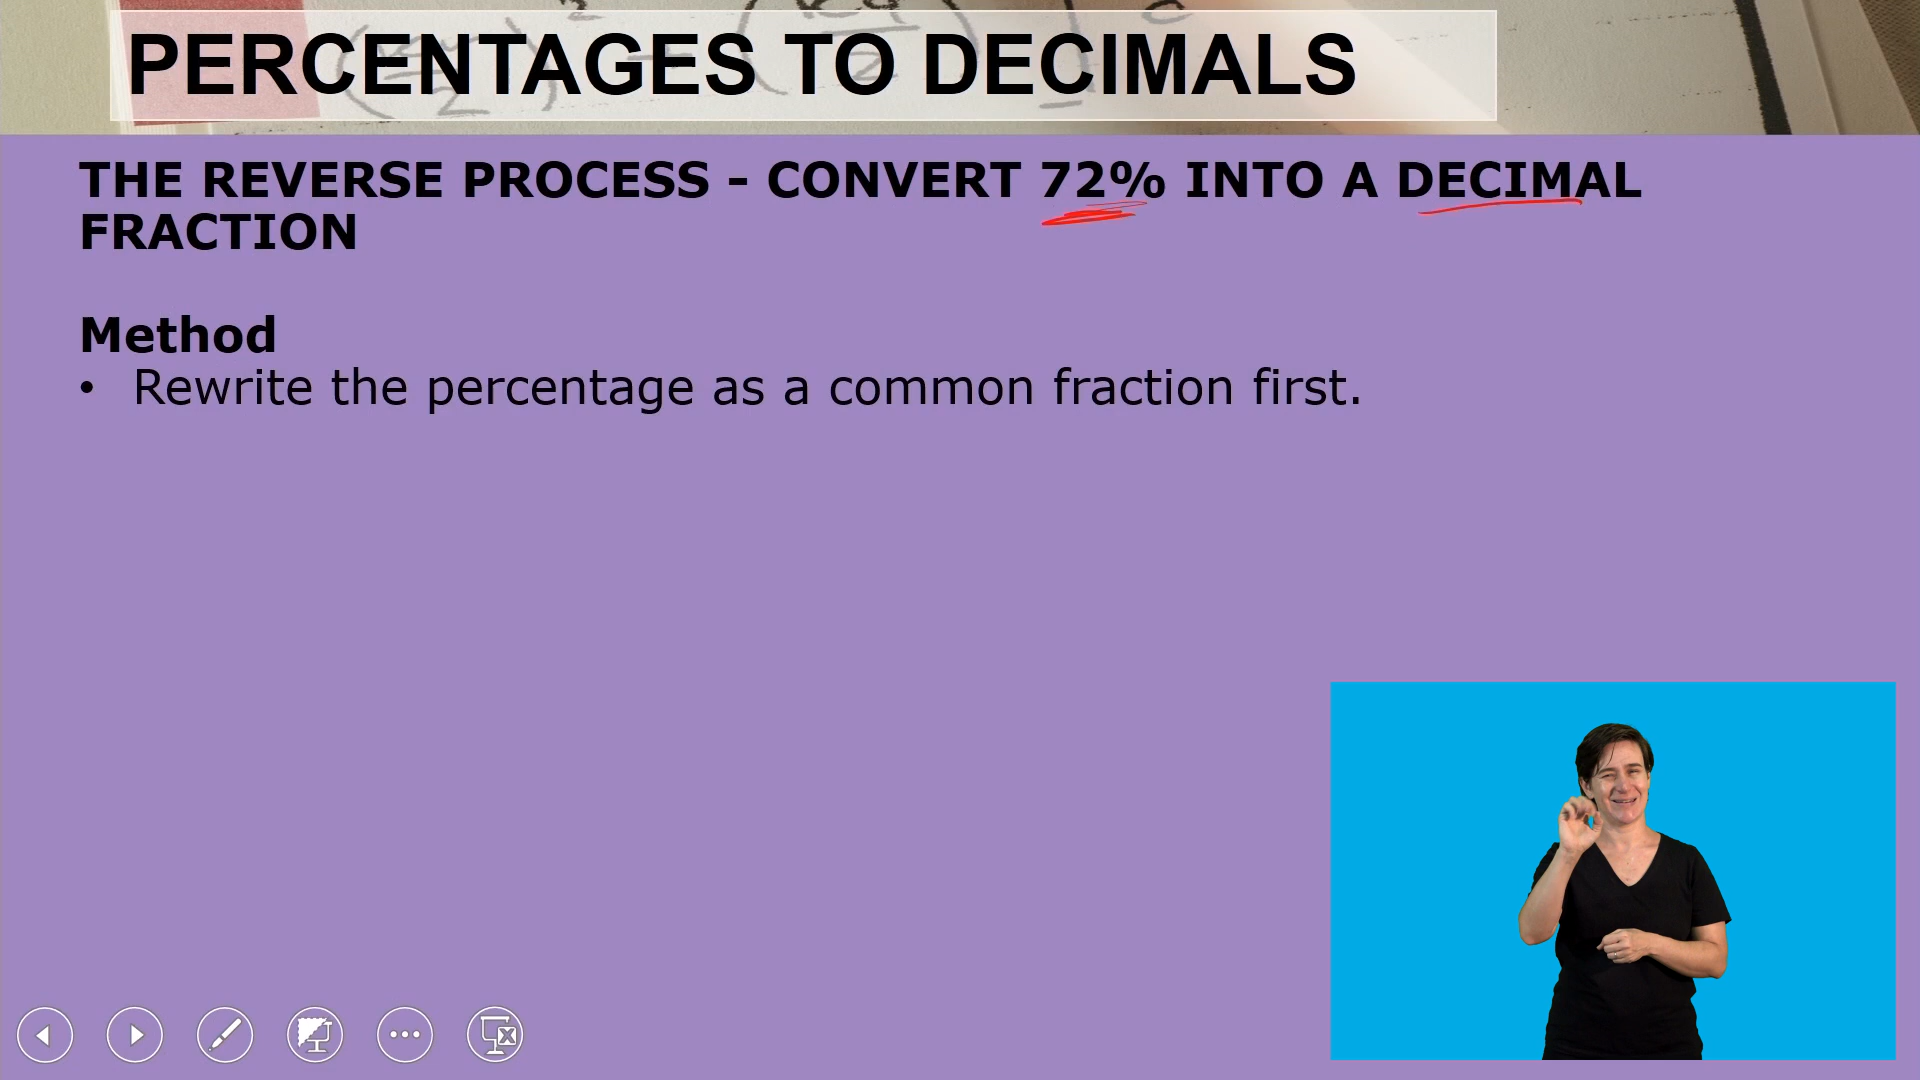 PERCENTAGES TO DECIMALS
THE REVERSE PROCESS – CONVERT 72% INTO A DECIMAL
FRACTION
Method
• Rewrite the percentage as a common fraction first.